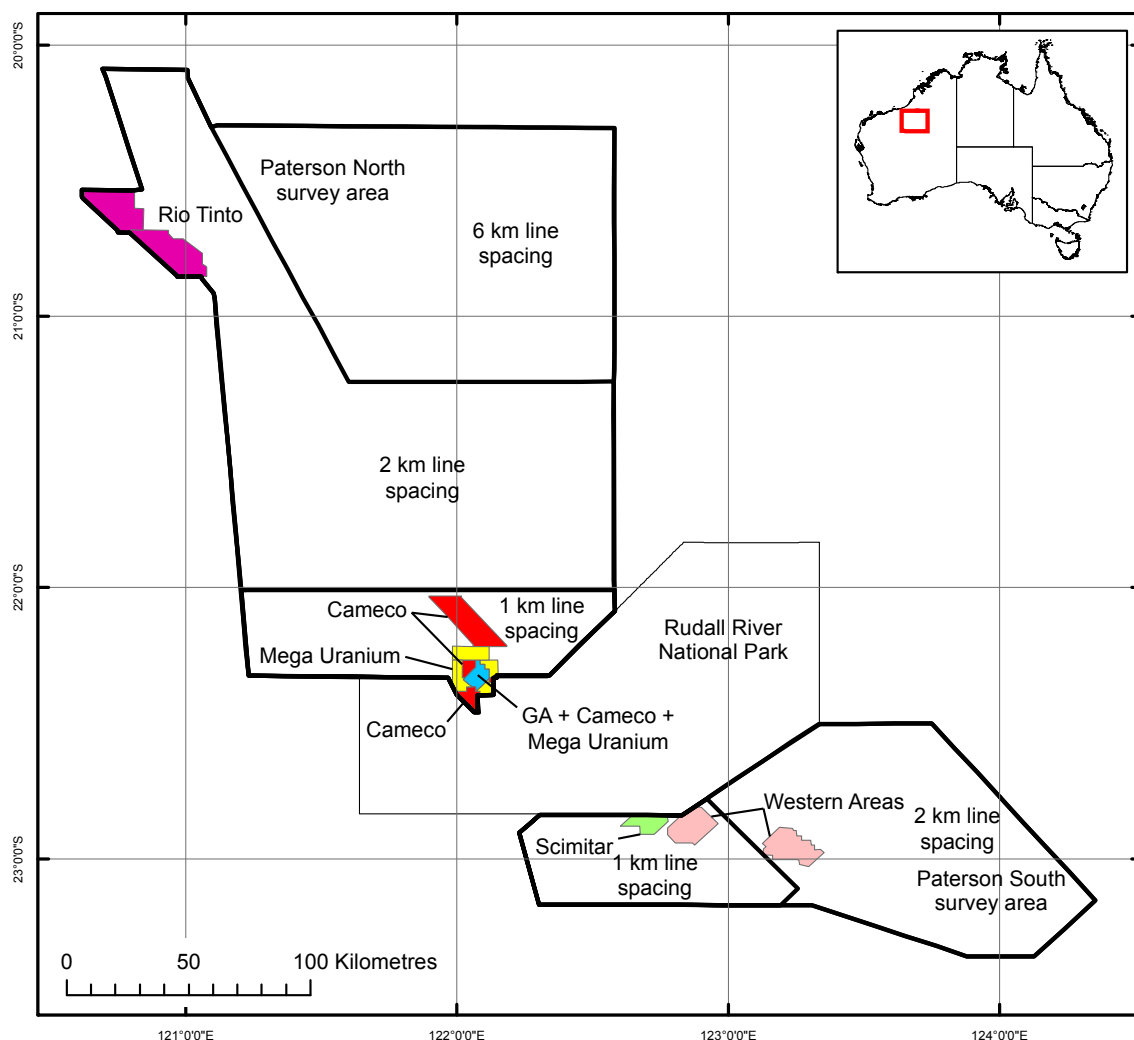 20°0'0"S
21°0'0"S
22°0'0"S
23°0'0"S
Paterson North
survey area
Rio Tinto
6 km line
spacing
2 km line
spacing
Cameco
1 km line
spacing
Mega Uranium
Rudall River
National Park
Cameco
GA + Cameco +
Mega Uranium
Western Areas
2 km line
spacing
Scimitar
1 km line
spacing
Paterson South
survey area
0 50 100 Kilometres
121°0'0"E 122°0'0"E 123°0'0"E 124°0'0"E